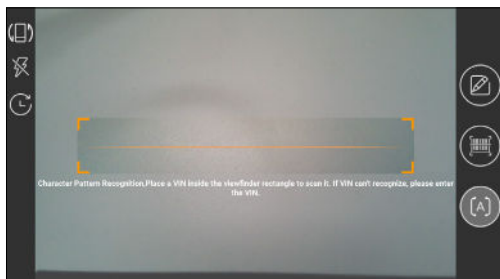 Character Pattern Recognition,Place a VIN inside the viewfinder rectangle to scan it. If VIN can't recognize, please enter
the VIN.
[A]